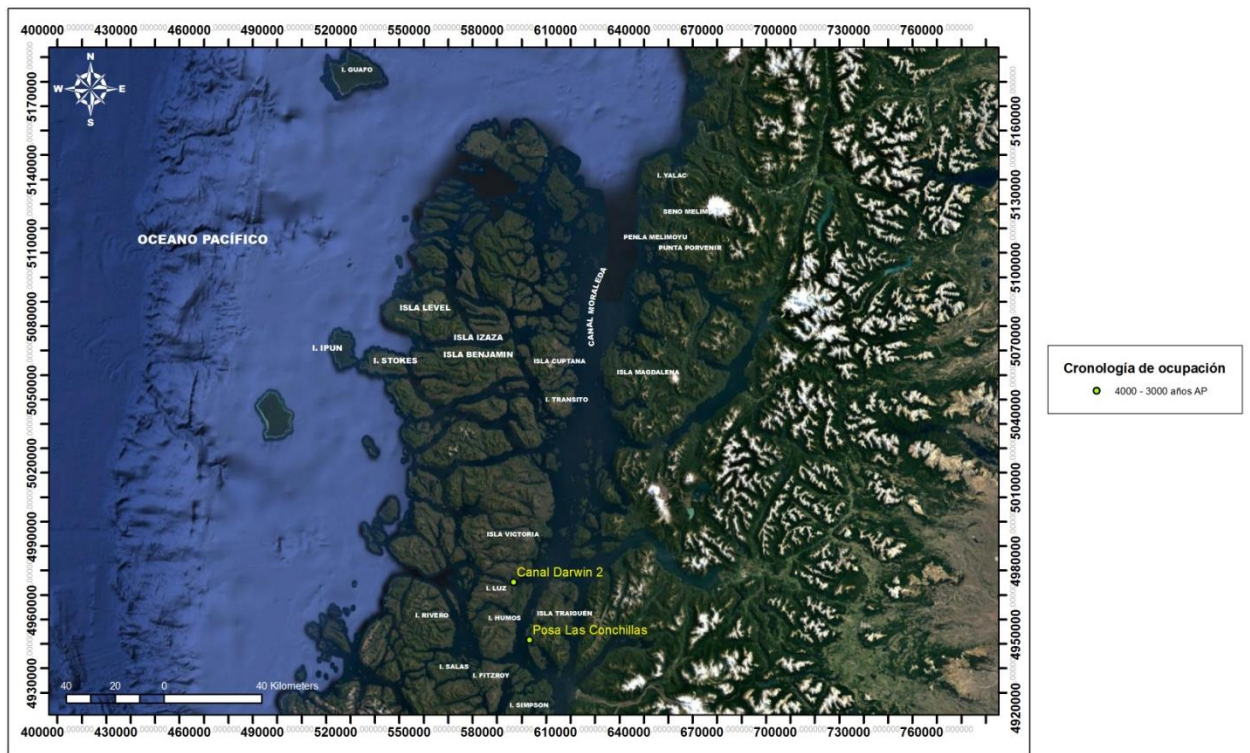 400000 430000 460000 490000 520000 550000 580000 610000 640000 670000 700000 730000 760000
N
W E
S
I. GUAFO
I. YALAC
SENO MELIMOYU
PENLA MELIMOYU
PUNTA PORVENIR
OCEANO PACÍFICO
CANAL MORALEDA
ISLA LEVEL
ISLA IZAZA
I. IPUN
ISLA BENJAMIN
I. STOKES
ISLA CUPTANA
ISLA MAGDALENA
I. TRANSITO
ISLA VICTORIA
Canal Darwin 2
I. LUZ
I. RIVERO
I. HUMOS
ISLA TRAIGUÉN
Posa Las Conchillas
I. SALAS
I. FITZROY
I. SIMPSON
40 20 0 40 Kilometers
5170000
5140000
5110000
5080000
5050000
5020000
4990000
4960000
4930000
5160000
5130000
5100000
5070000
5040000
5010000
4980000
4950000
4920000
400000 430000 460000 490000 520000 550000 580000 610000 640000 670000 700000 730000 760000
Cronología de ocupación
4000 - 3000 años AP